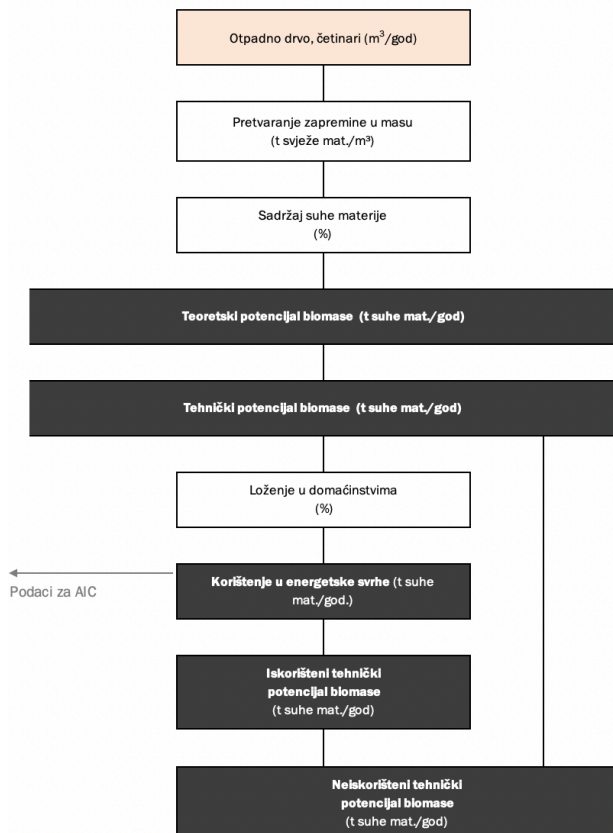 Otpadno drvo, četinari (m³/god)
Pretvaranje zapremine u masu
(t svježe mat./m³)
Sadržaj suhe materije
(%)
Teoretski potencijal biomase (t suhe mat./god)
Tehnički potencijal biomase (t suhe mat./god)
Loženje u domaćinstvima
(%)
Korištenje u energetske svrhe (t suhe
mat./god.)
Podaci za AIC
Iskorišteni tehnički
potencijal biomase
(t suhe mat./god)
Neiskorišteni tehnički
potencijal biomase
(t suhe mat./god)